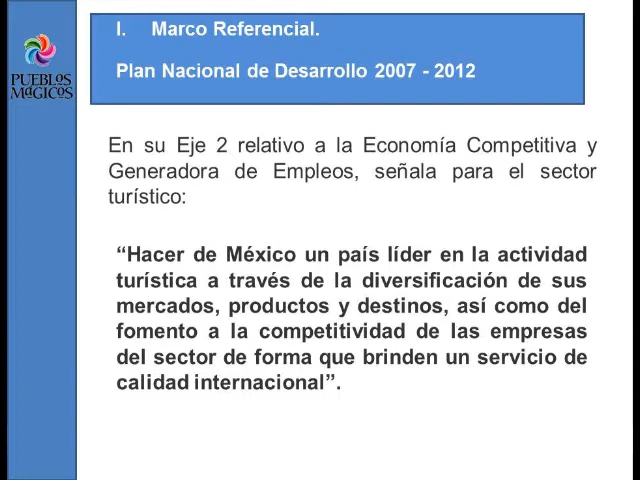 PUEBLOS
MáGICOS
I. Marco Referencial.
Plan Nacional de Desarrollo 2007 - 2012
En su Eje 2 relativo a la Economía Competitiva y
Generadora de Empleos, señala para el sector
turístico:
“Hacer de México un país líder en la actividad
turística a través de la diversificación de sus
mercados, productos y destinos, así como del
fomento a la competitividad de las empresas
del sector de forma que brinden un servicio de
calidad internacional”.